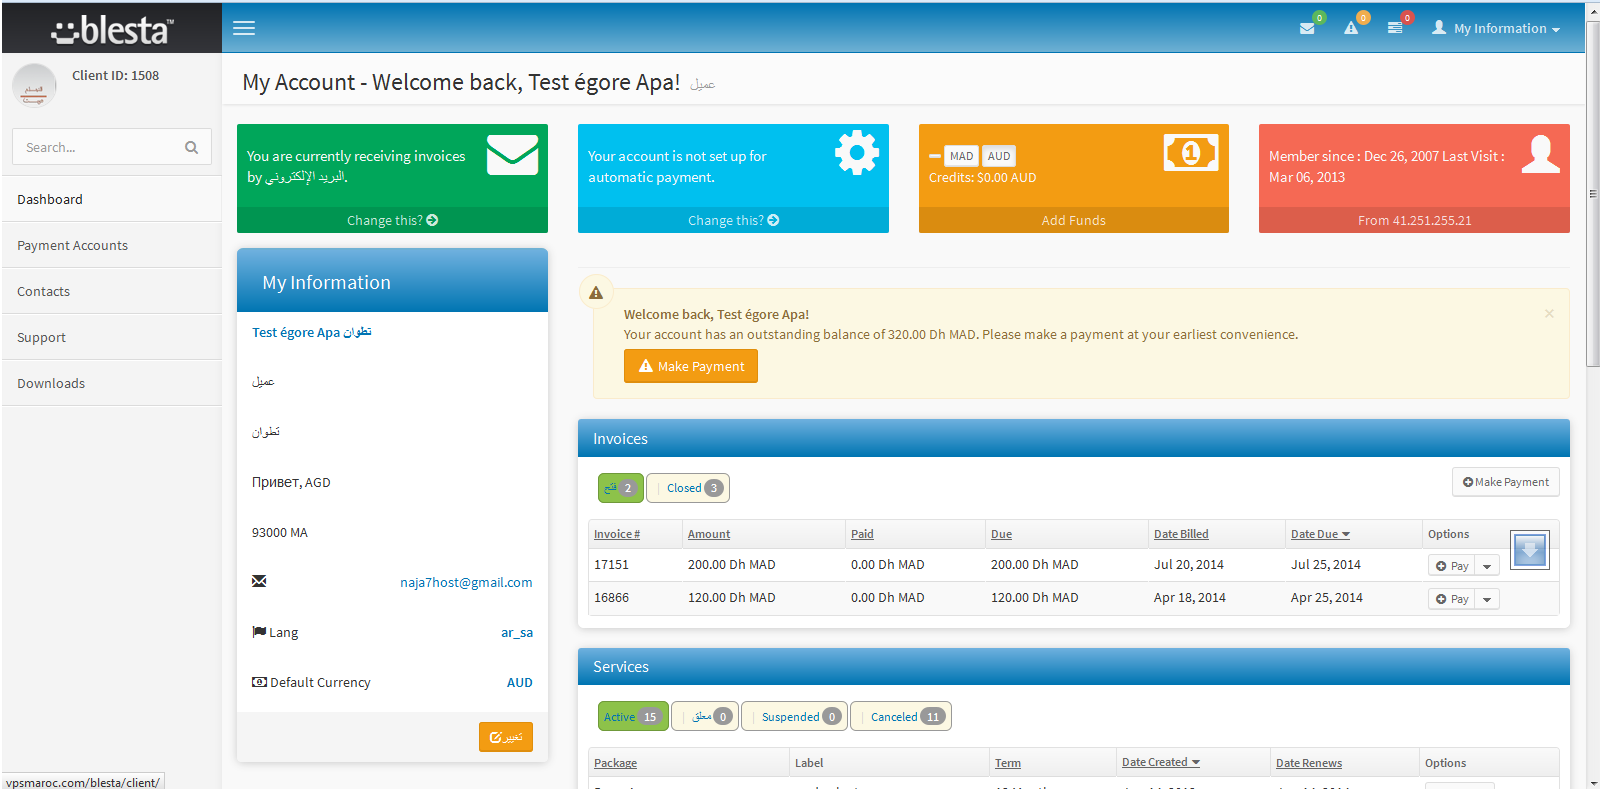 blesta™
0
0
0
My Information
Client ID: 1508
Search...
Dashboard
Payment Accounts
Contacts
Support
Downloads
My Account - Welcome back, Test égore Apa! عميل
You are currently receiving invoices
by البريد الإلكتروني.
Change this?
Your account is not set up for
automatic payment.
Change this?
MAD AUD
Credits: $0.00 AUD
Add Funds
Member since : Dec 26, 2007 Last Visit :
Mar 06, 2013
From 41.251.255.21
My Information
Test égore Apa تطوان
عميل
تطوان
Привет, AGD
93000 MA
naja7host@gmail.com
Lang ar_sa
Default Currency AUD
تغيير
Welcome back, Test égore Apa! ×
Your account has an outstanding balance of 320.00 Dh MAD. Please make a payment at your earliest convenience.
Make Payment
Invoices
فتح 2 | Closed 3
Make Payment
Invoice # Amount Paid Due Date Billed Date Due Options
17151 200.00 Dh MAD 0.00 Dh MAD 200.00 Dh MAD Jul 20, 2014 Jul 25, 2014 Pay
16866 120.00 Dh MAD 0.00 Dh MAD 120.00 Dh MAD Apr 18, 2014 Apr 25, 2014 Pay
Services
Active 15 | معلق 0 | Suspended 0 | Canceled 11
Package Label Term Date Created Date Renews Options
vpsmaroc.com/blesta/client/